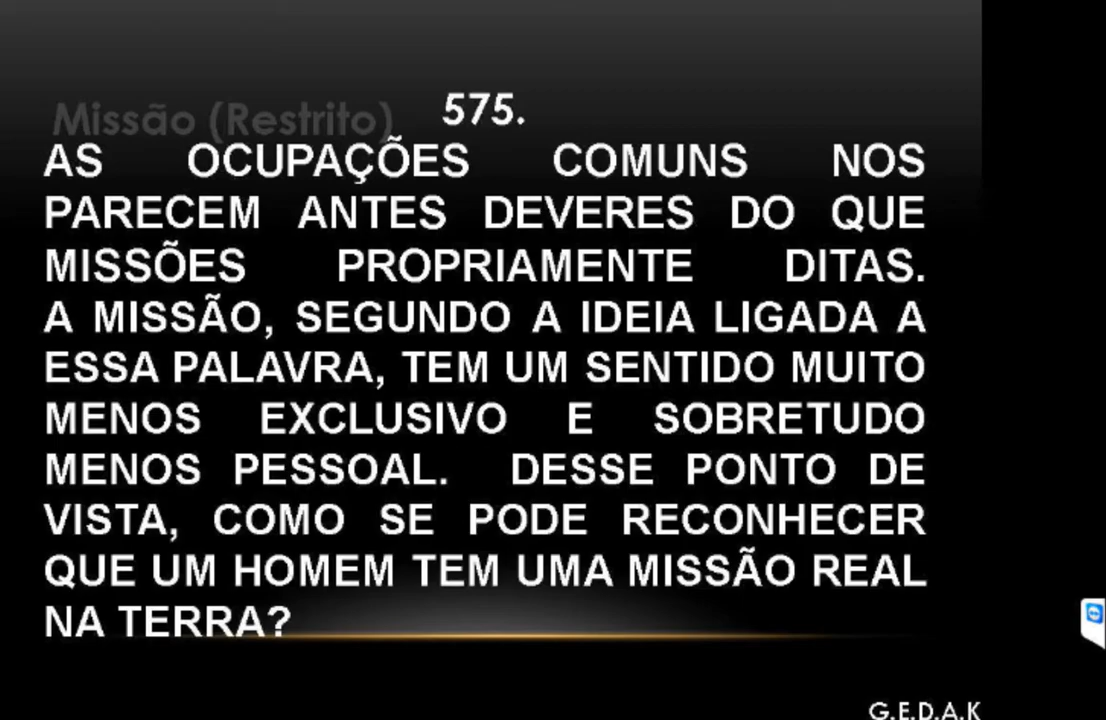 Missão (Restrito) 575.
AS OCUPAÇÕES COMUNS NOS
PARECEM ANTES DEVERES DO QUE
MISSÕES PROPRIAMENTE DITAS.
A MISSÃO, SEGUNDO A IDEIA LIGADA A
ESSA PALAVRA, TEM UM SENTIDO MUITO
MENOS EXCLUSIVO E SOBRETUDO
MENOS PESSOAL. DESSE PONTO DE
VISTA, COMO SE PODE RECONHECER
QUE UM HOMEM TEM UMA MISSÃO REAL
NA TERRA?
G.E.D.A.K